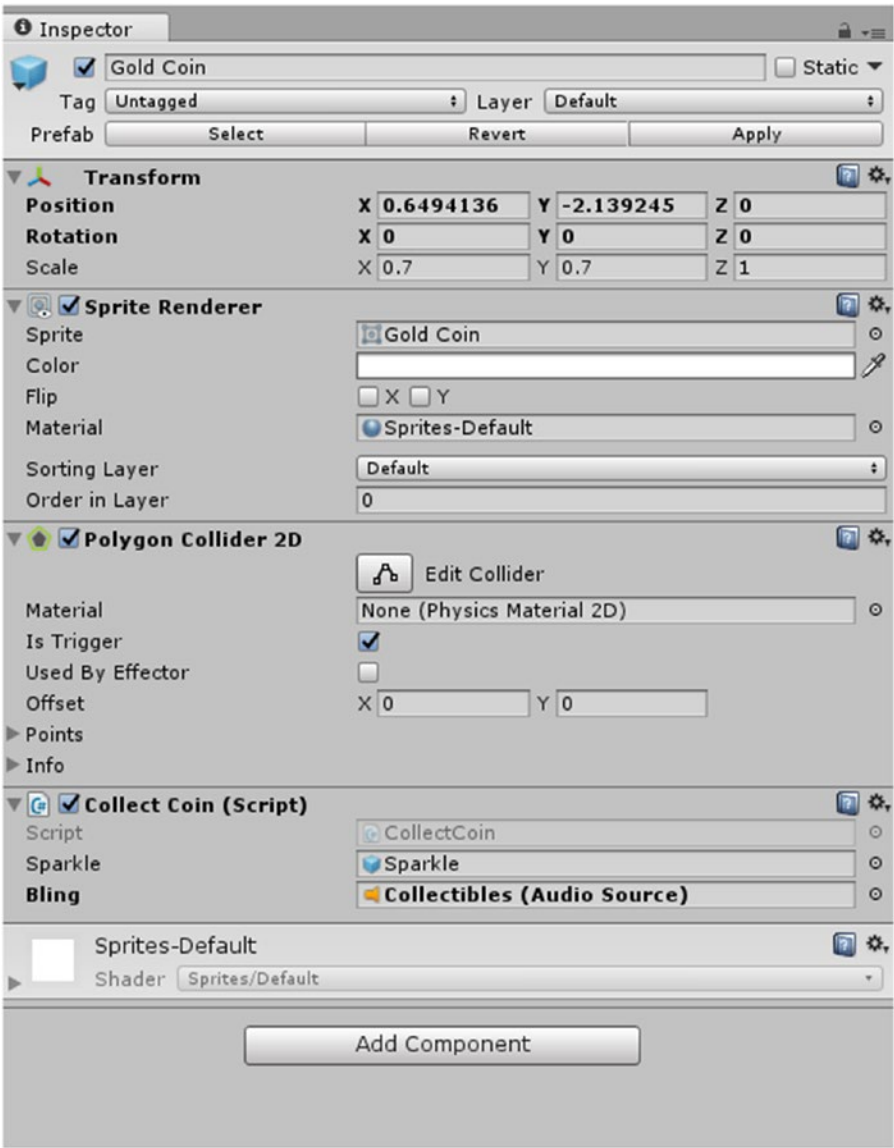 Inspector
Gold Coin Static
Tag Untagged Layer Default
Prefab Select Revert Apply
Transform
Position X 0.6494136 Y -2.139245 Z 0
Rotation X 0 Y 0 Z 0
Scale X 0.7 Y 0.7 Z 1
Sprite Renderer
Sprite Gold Coin
Color
Flip X Y
Material Sprites-Default
Sorting Layer Default
Order in Layer 0
Polygon Collider 2D
Edit Collider
Material None (Physics Material 2D)
Is Trigger
Used By Effector
Offset X 0 Y 0
Points
Info
Collect Coin (Script)
Script CollectCoin
Sparkle Sparkle
Bling Collectibles (Audio Source)
Sprites-Default
Shader Sprites/Default
Add Component